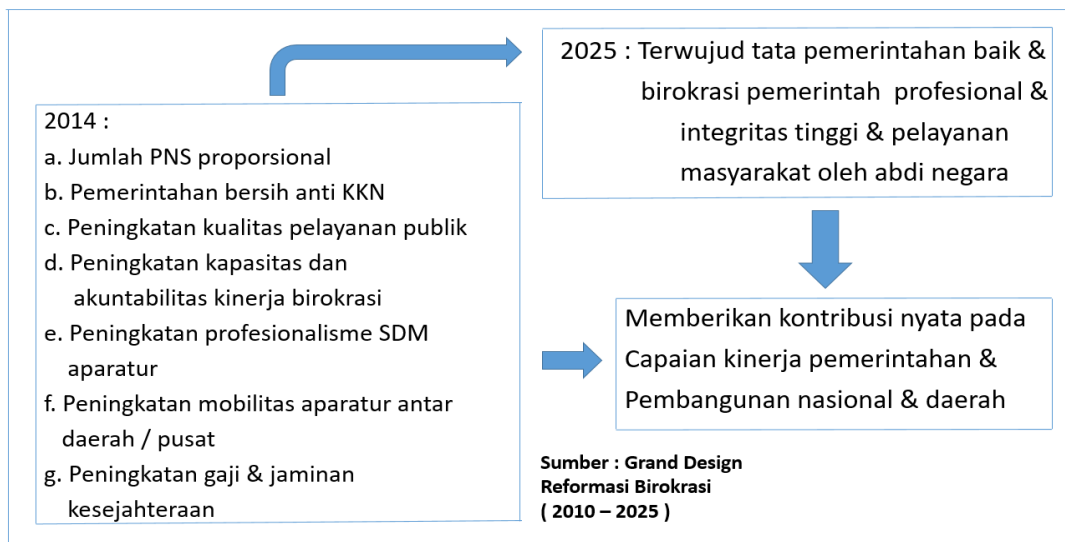 2014 :
a. Jumlah PNS proporsional
b. Pemerintahan bersih anti KKN
c. Peningkatan kualitas pelayanan publik
d. Peningkatan kapasitas dan
akuntabilitas kinerja birokrasi
e. Peningkatan profesionalisme SDM
aparatur
f. Peningkatan mobilitas aparatur antar
daerah / pusat
g. Peningkatan gaji & jaminan
kesejahteraan
2025 : Terwujud tata pemerintahan baik &
birokrasi pemerintah profesional &
integritas tinggi & pelayanan
masyarakat oleh abdi negara
Memberikan kontribusi nyata pada
Capaian kinerja pemerintahan &
Pembangunan nasional & daerah
Sumber : Grand Design
Reformasi Birokrasi
( 2010 – 2025 )